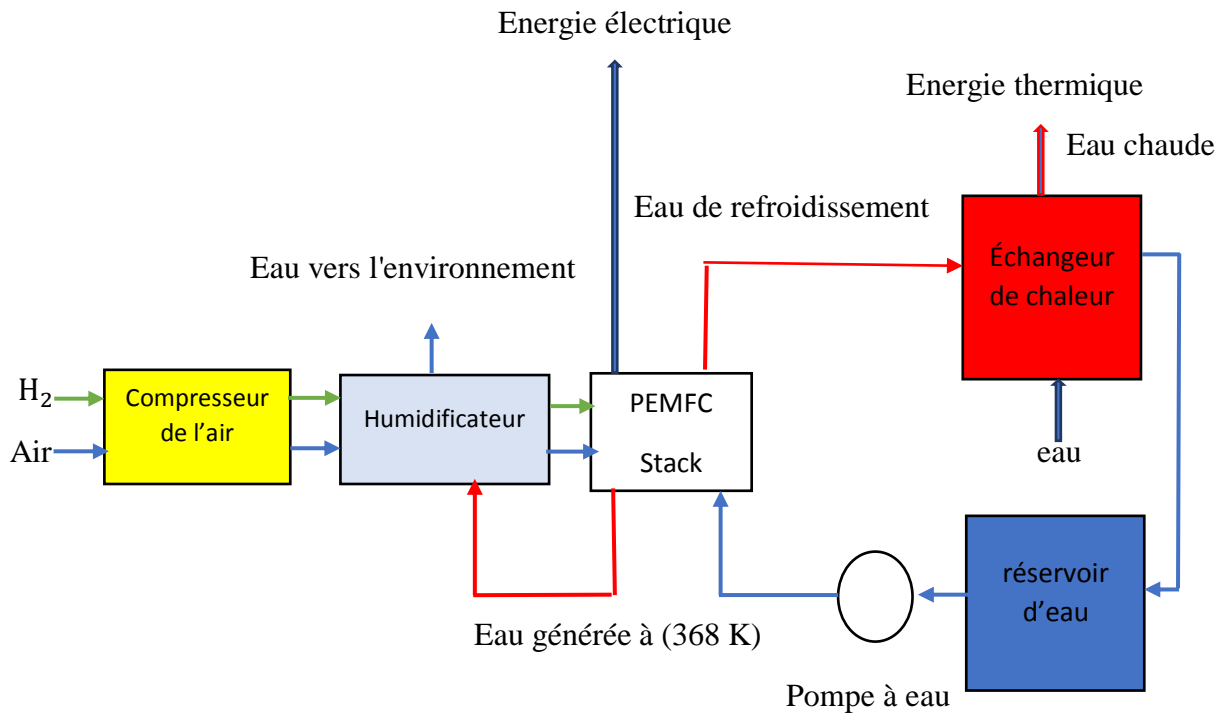 Energie électrique
Energie thermique
Eau chaude
Eau de refroidissement
Eau vers l'environnement
Échangeur
de chaleur
H₂
Compresseur
de l'air
Humidificateur
PEMFC
Stack
Air
eau
réservoir
d'eau
Eau générée à (368 K)
Pompe à eau